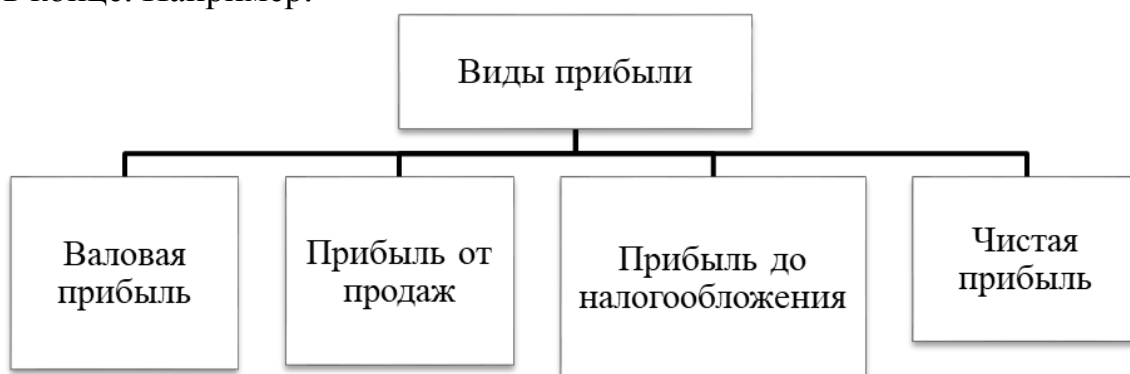 в конце. Например:
Виды прибыли
Валовая
прибыль
Прибыль от
продаж
Прибыль до
налогообложения
Чистая
прибыль